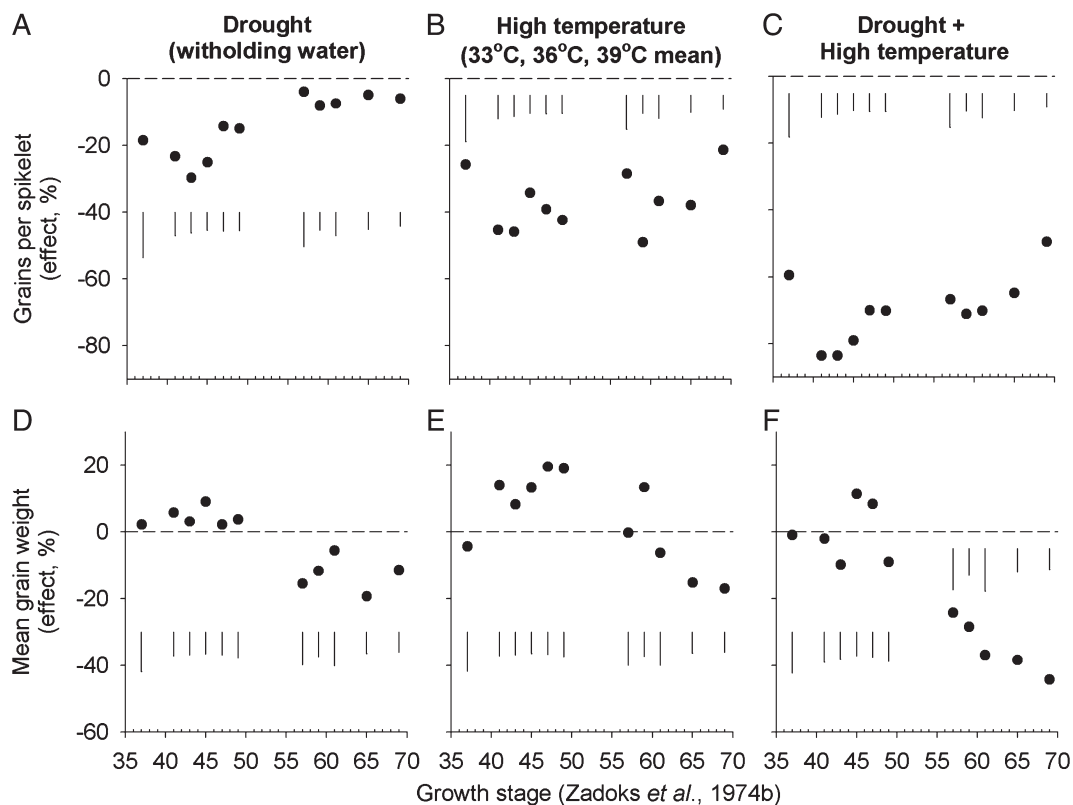 A
Drought
(witholding water)
B
High temperature
(33°C, 36°C, 39°C mean)
C
Drought +
High temperature
Grains per spikelet
(effect, %)
0
-20
-40
-60
-80
D
E
F
Mean grain weight
(effect, %)
20
0
-20
-40
-60
35 40 45 50 55 60 65 70
35 40 45 50 55 60 65 70
35 40 45 50 55 60 65 70
Growth stage (Zadoks et al., 1974b)